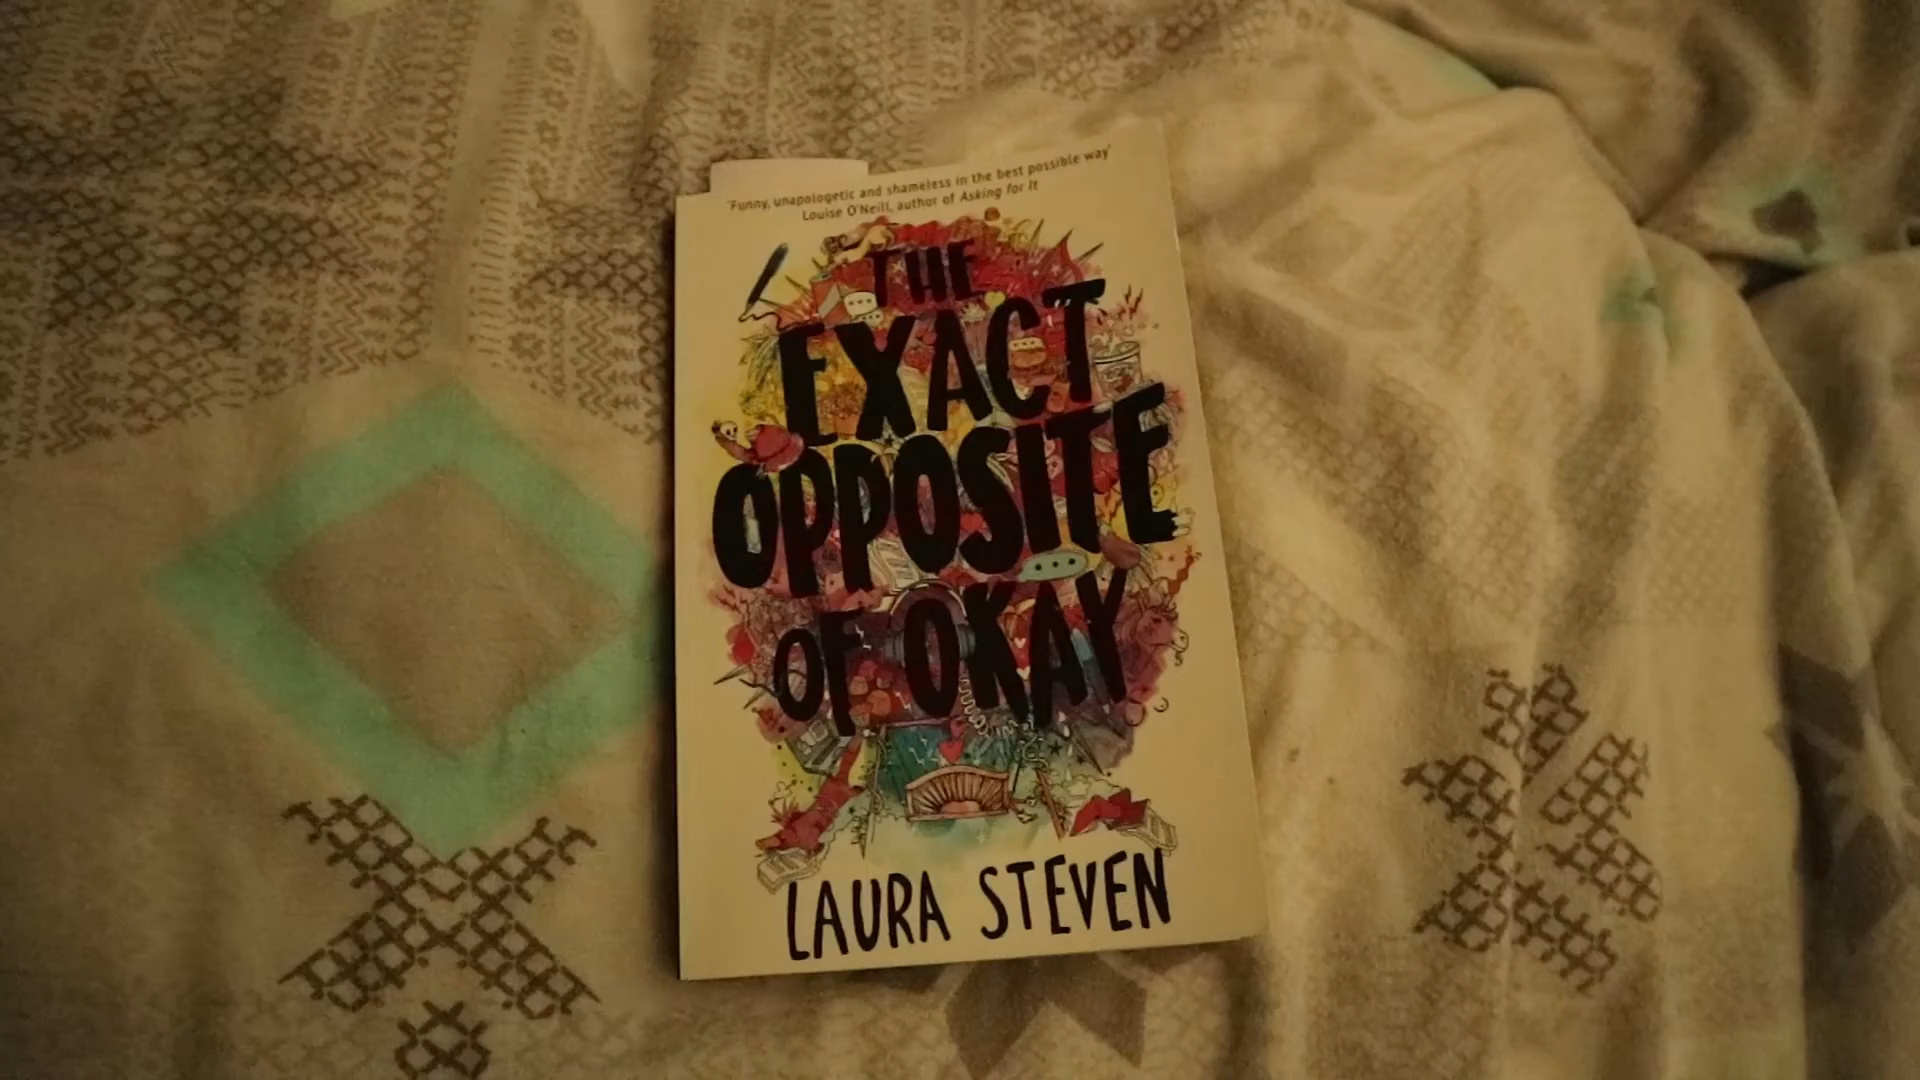 'Funny, unapologetic and shameless in the best possible way'
Louise O'Neill, author of Asking for It
THE
EXACT
OPPOSITE
OF OKAY
LAURA STEVEN